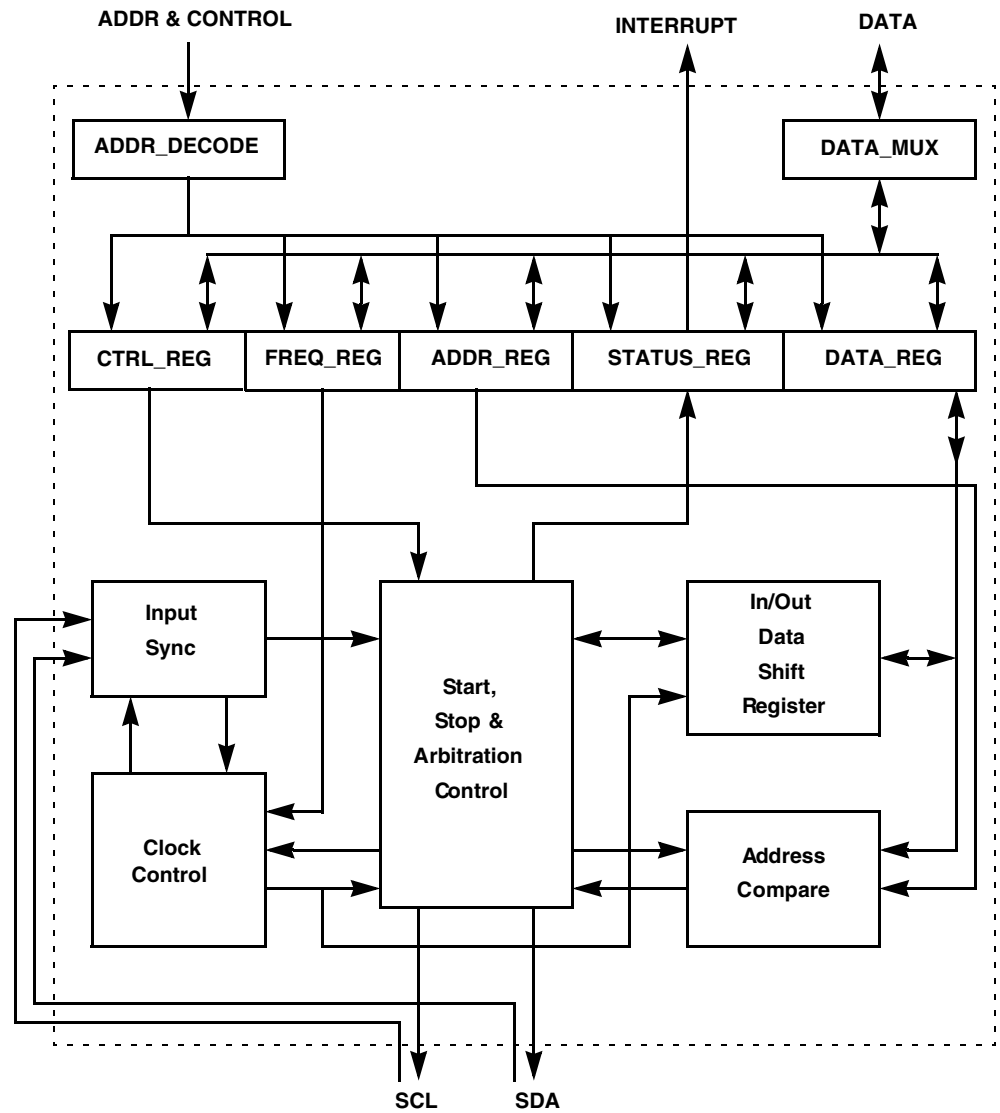 ADDR & CONTROL
INTERRUPT
DATA
ADDR_DECODE
DATA_MUX
CTRL_REG
FREQ_REG
ADDR_REG
STATUS_REG
DATA_REG
Input
Sync
Start,
Stop &
Arbitration
Control
In/Out
Data
Shift
Register
Clock
Control
Address
Compare
SCL
SDA